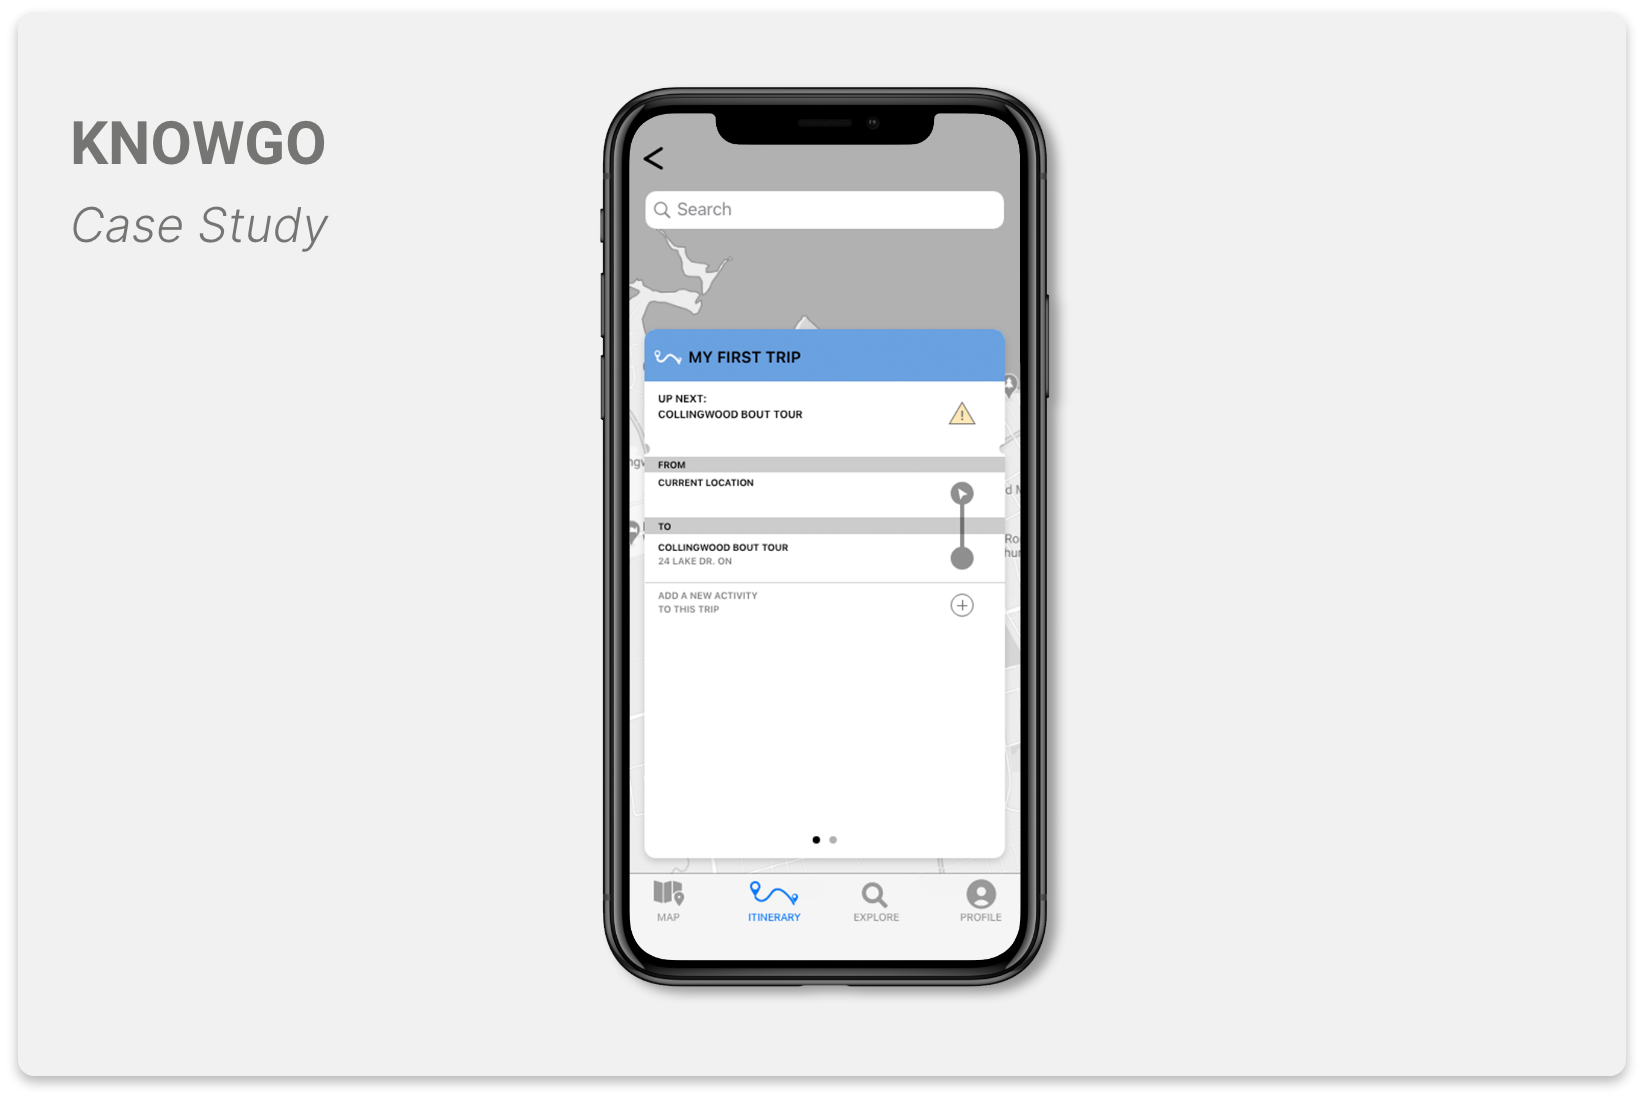 KNOWGO
Case Study
Search
MY FIRST TRIP
UP NEXT:
COLLINGWOOD BOUT TOUR
FROM
CURRENT LOCATION
TO
COLLINGWOOD BOUT TOUR
24 LAKE DR. ON
ADD A NEW ACTIVITY
TO THIS TRIP
MAP
ITINERARY
EXPLORE
PROFILE